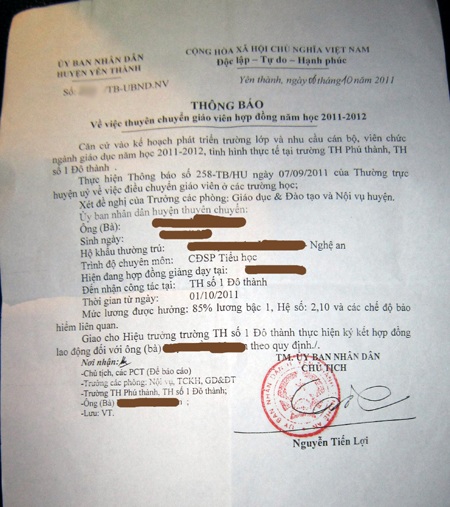 ỦY BAN NHÂN DÂN
HUYỆN YÊN THÀNH
Số: /TB-UBND.NV
CỘNG HÒA XÃ HỘI CHỦ NGHĨA VIỆT NAM
Độc lập – Tự do – Hạnh phúc
Yên thành, ngày tháng 10 năm 2011
THÔNG BÁO
Về việc thuyên chuyển giáo viên hợp đồng năm học 2011-2012
Căn cứ vào kế hoạch phát triển trường lớp và nhu cầu cán bộ, viên chức
ngành giáo dục năm học 2011-2012, tình hình thực tế tại trường TH Phú thành, TH
số 1 Đô thành .
Thực hiện Thông báo số 258-TB/HU ngày 07/09/2011 của Thường trực
huyện uỷ về việc điều chuyển giáo viên ở các trường học;
Xét đề nghị của Trưởng các phòng: Giáo dục & Đào tạo và Nội vụ huyện.
Ủy ban nhân dân huyện thuyên chuyển:
Ông (Bà):
Sinh ngày:
Hộ khẩu thường trú: Nghệ an
Trình độ chuyên môn: CĐSP Tiểu học
Hiện đang hợp đồng giảng dạy tại:
Đến nhận công tác tại: TH số 1 Đô thành
Thời gian từ ngày: 01/10/2011
Mức lương được hưởng: 85% lương bậc 1, Hệ số: 2,10 và các chế độ bảo
hiểm liên quan.
Giao cho Hiệu trưởng trường TH số 1 Đô thành thực hiện ký kết hợp đồng
lao động đối với ông (bà) theo quy định./.
Nơi nhận:
-Chủ tịch, các PCT (Để báo cáo)
-Trưởng các phòng: Nội vụ, TCKH, GD&ĐT
-Trường TH Phú thành, TH số 1 Đô thành;
-Ông (Bà) ;
-Lưu: VT.
TM. ỦY BAN NHÂN DÂN
CHỦ TỊCH
Nguyễn Tiến Lợi